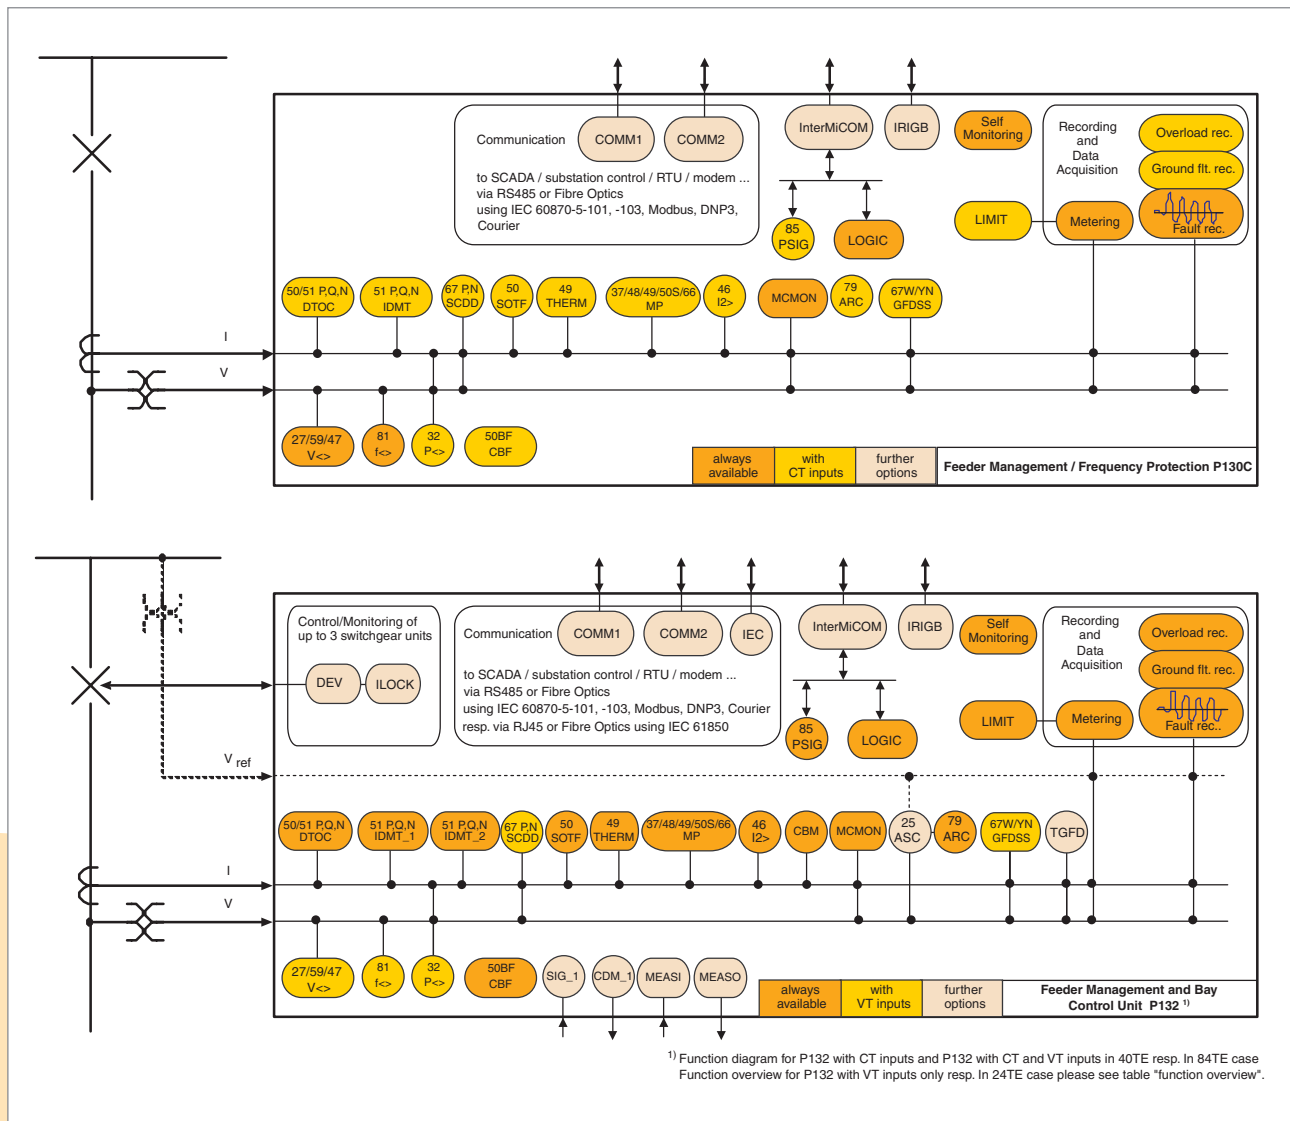 Communication
COMM1
COMM2
to SCADA / substation control / RTU / modem ...
via RS485 or Fibre Optics
using IEC 60870-5-101, -103, Modbus, DNP3,
Courier
InterMiCOM
IRIGB
85
PSIG
LOGIC
Self
Monitoring
LIMIT
Recording
and
Data
Acquisition
Overload rec.
Ground flt. rec.
Metering
Fault rec.
50/51 P,Q,N
DTOC
51 P,Q,N
IDMT
67 P,N
SCDD
50
SOTF
49
THERM
37/48/49/50S/66
MP
46
I2>
MCMON
79
ARC
67W/YN
GFDSS
I
V
27/59/47
V<>
81
f<>
32
P<>
50BF
CBF
always
available
with
CT inputs
further
options
Feeder Management / Frequency Protection P130C
Control/Monitoring of
up to 3 switchgear units
DEV
ILOCK
Communication
COMM1
COMM2
IEC
to SCADA / substation control / RTU / modem ...
via RS485 or Fibre Optics
using IEC 60870-5-101, -103, Modbus, DNP3, Courier
resp. via RJ45 or Fibre Optics using IEC 61850
InterMiCOM
IRIGB
85
PSIG
LOGIC
Self
Monitoring
LIMIT
Recording
and
Data
Acquisition
Overload rec.
Ground flt. rec.
Metering
Fault rec..
V ref
50/51 P,Q,N
DTOC
51 P,Q,N
IDMT_1
51 P,Q,N
IDMT_2
67 P,N
SCDD
50
SOTF
49
THERM
37/48/49/50S/66
MP
46
I2>
CBM
MCMON
25
ASC
79
ARC
67W/YN
GFDSS
TGFD
I
V
27/59/47
V<>
81
f<>
32
P<>
50BF
CBF
SIG_1
CDM_1
MEASI
MEASO
always
available
with
VT inputs
further
options
Feeder Management and Bay
Control Unit P132 1)
1) Function diagram for P132 with CT inputs and P132 with CT and VT inputs in 40TE resp. In 84TE case
Function overview for P132 with VT inputs only resp. In 24TE case please see table "function overview".